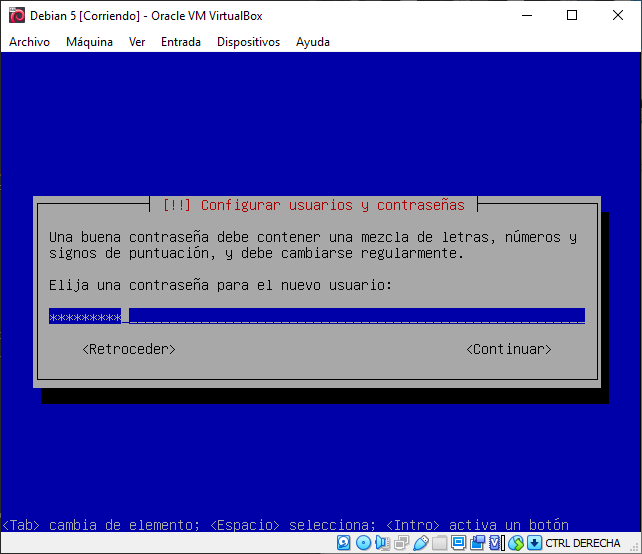 Debian 5 [Corriendo] - Oracle VM VirtualBox
Archivo Máquina Ver Entrada Dispositivos Ayuda
[!!] Configurar usuarios y contraseñas
Una buena contraseña debe contener una mezcla de letras, números y
signos de puntuación, y debe cambiarse regularmente.
Elija una contraseña para el nuevo usuario:
*********
<Retroceder> <Continuar>
<Tab> cambia de elemento; <Espacio> selecciona; <Intro> activa un botón
CTRL DERECHA